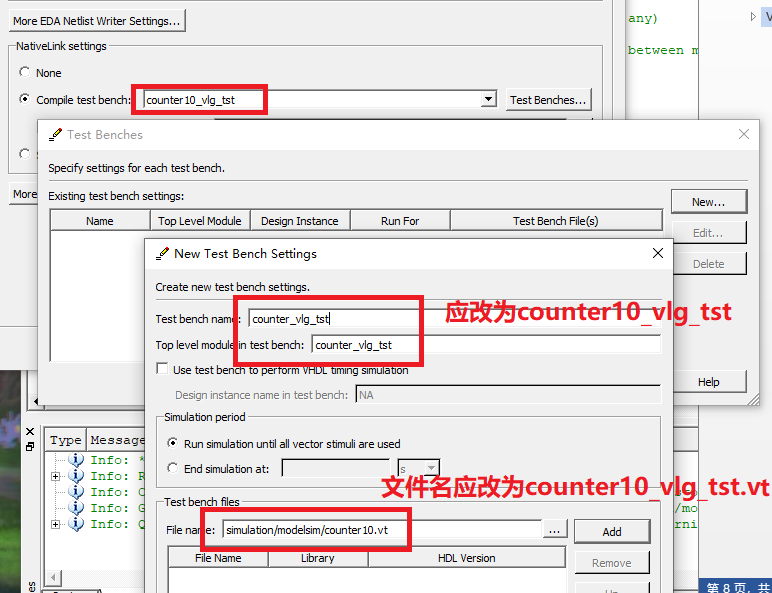 More EDA Netlist Writer Settings...
any)
NativeLink settings
between m
None
Compile test bench:
counter10_vlg_tst
Test Benches...
Test Benches
Specify settings for each test bench.
More
Existing test bench settings:
New...
Name
Top Level Module
Design Instance
Run For
Test Bench File(s)
Edit...
New Test Bench Settings
Delete
Create new test bench settings.
Test bench name:
counter_vlg_tst
应改为counter10_vlg_tst
Top level module in test bench:
counter_vlg_tst
Use test bench to perform VHDL timing simulation
Help
Design instance name in test bench:
NA
Simulation period
Type
Message
Run simulation until all vector stimuli are used
Info: *
End simulation at:
s
Info: R
文件名应改为counter10_vlg_tst.vt
Info: C
Test bench files
Info: G
/mo
Info: Q
File name:
simulation/modelsim/counter10.vt
...
Add
rni
File Name
Library
HDL Version
Remove
Up
第 8 页，共